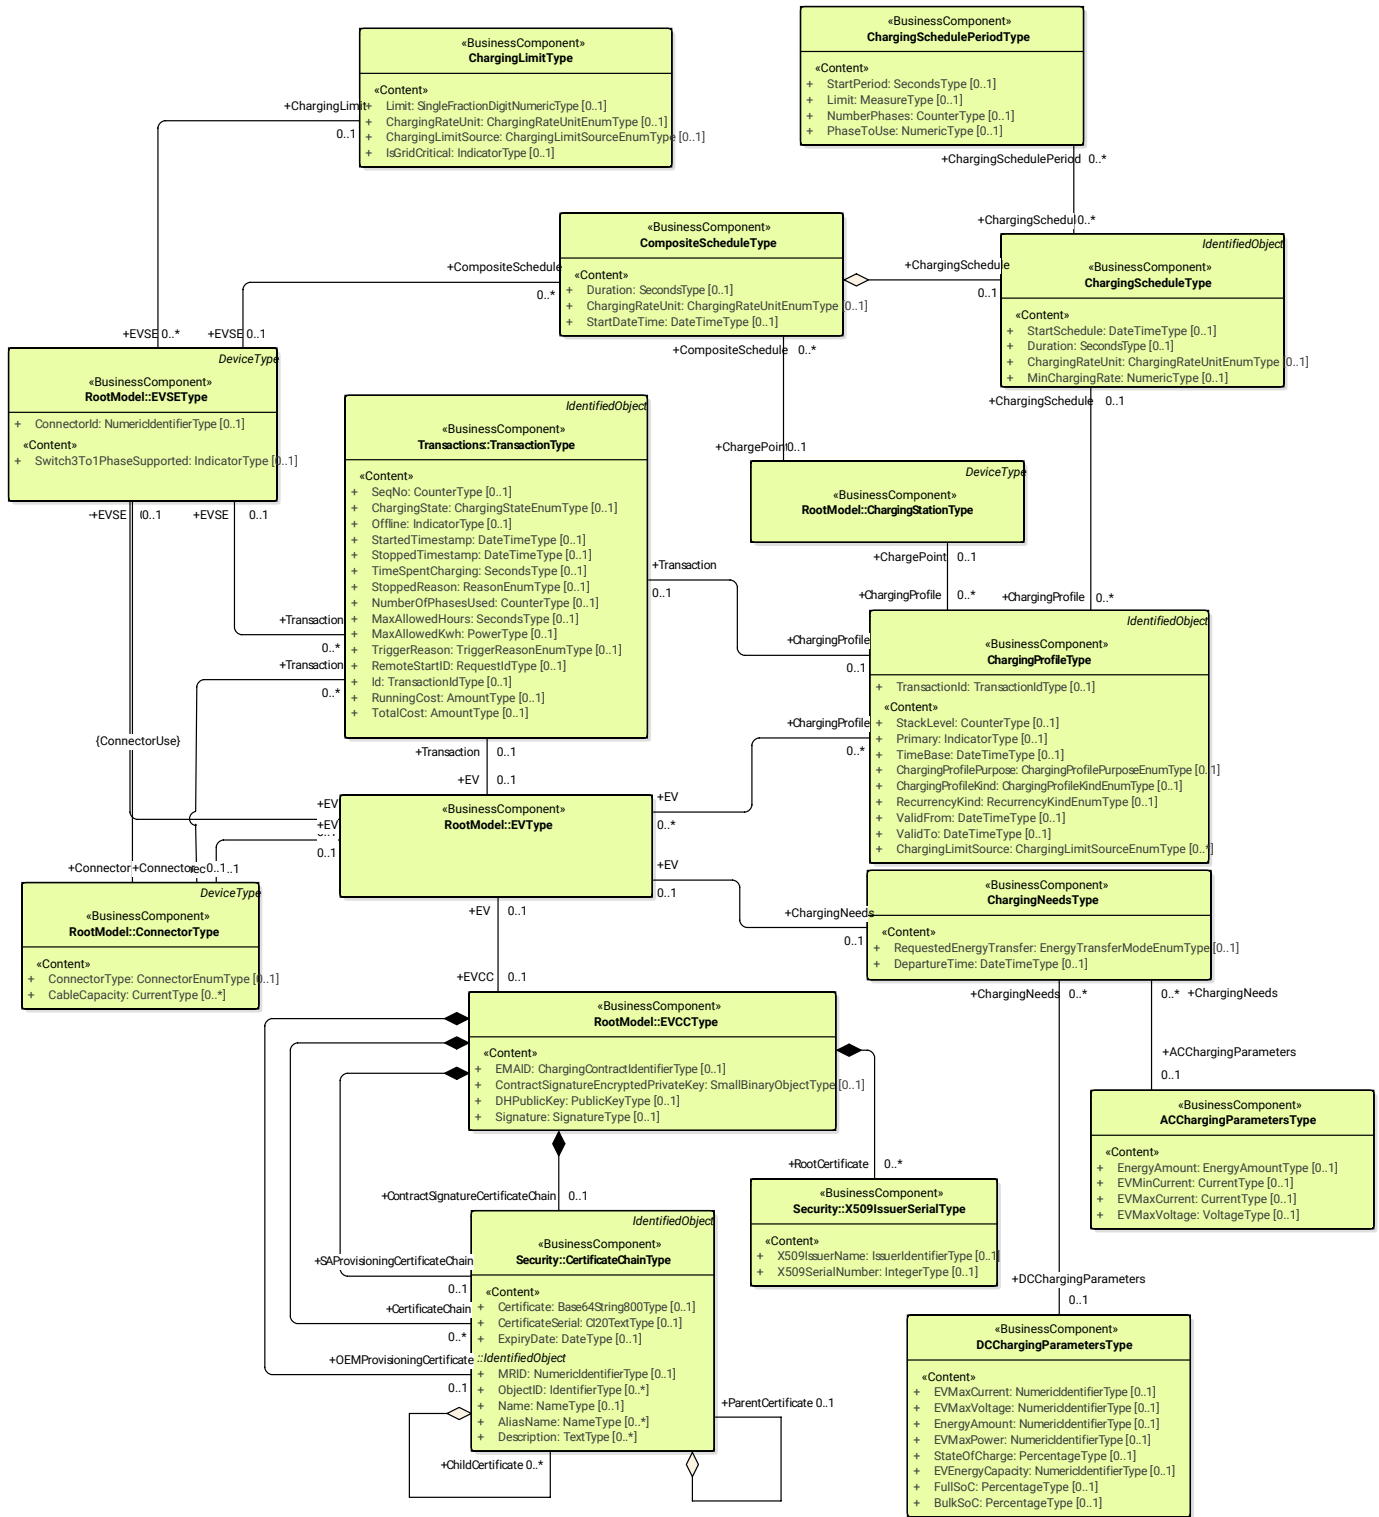 «BusinessComponent»
ChargingLimitType
«Content»
+ Limit: SingleFractionDigitNumericType [0..1]
+ ChargingRateUnit: ChargingRateUnitEnumType [0..1]
+ ChargingLimitSource: ChargingLimitSourceEnumType [0..1]
+ IsGridCritical: IndicatorType [0..1]
+ChargingLimit
0..1
«BusinessComponent»
ChargingSchedulePeriodType
«Content»
+ StartPeriod: SecondsType [0..1]
+ Limit: MeasureType [0..1]
+ NumberPhases: CounterType [0..1]
+ PhaseToUse: NumericType [0..1]
+ChargingSchedulePeriod 0..*
+ChargingSchedul 0..*
«BusinessComponent»
CompositeScheduleType
«Content»
+ Duration: SecondsType [0..1]
+ ChargingRateUnit: ChargingRateUnitEnumType [0..1]
+ StartDateTime: DateTimeType [0..1]
+CompositeSchedule
0..*
+ChargingSchedule
0..1
IdentifiedObject
«BusinessComponent»
ChargingScheduleType
«Content»
+ StartSchedule: DateTimeType [0..1]
+ Duration: SecondsType [0..1]
+ ChargingRateUnit: ChargingRateUnitEnumType [0..1]
+ MinChargingRate: NumericType [0..1]
+EVSE 0..*
+EVSE 0..1
+CompositeSchedule 0..*
+ChargingSchedule 0..1
DeviceType
«BusinessComponent»
RootModel::EVSEType
+ ConnectorId: NumericIdentifierType [0..1]
«Content»
+ Switch3To1PhaseSupported: IndicatorType [0..1]
+EVSE 0..1
+EVSE 0..1
IdentifiedObject
«BusinessComponent»
Transactions::TransactionType
«Content»
+ SeqNo: CounterType [0..1]
+ ChargingState: ChargingStateEnumType [0..1]
+ Offline: IndicatorType [0..1]
+ StartedTimestamp: DateTimeType [0..1]
+ StoppedTimestamp: DateTimeType [0..1]
+ TimeSpentCharging: SecondsType [0..1]
+ StoppedReason: ReasonEnumType [0..1]
+ NumberOfPhasesUsed: CounterType [0..1]
+ MaxAllowedHours: SecondsType [0..1]
+ MaxAllowedKwh: PowerType [0..1]
+ TriggerReason: TriggerReasonEnumType [0..1]
+ RemoteStartID: RequestIdType [0..1]
+ Id: TransactionIdType [0..1]
+ RunningCost: AmountType [0..1]
+ TotalCost: AmountType [0..1]
+ChargePoint 0..1
DeviceType
«BusinessComponent»
RootModel::ChargingStationType
+ChargePoint 0..1
+ChargingProfile 0..*
+ChargingProfile 0..*
+Transaction
0..1
+Transaction
0..*
+Transaction
0..*
+ChargingProfile
0..1
IdentifiedObject
«BusinessComponent»
ChargingProfileType
+ TransactionId: TransactionIdType [0..1]
«Content»
+ StackLevel: CounterType [0..1]
+ Primary: IndicatorType [0..1]
+ TimeBase: DateTimeType [0..1]
+ ChargingProfilePurpose: ChargingProfilePurposeEnumType [0..1]
+ ChargingProfileKind: ChargingProfileKindEnumType [0..1]
+ RecurrencyKind: RecurrencyKindEnumType [0..1]
+ ValidFrom: DateTimeType [0..1]
+ ValidTo: DateTimeType [0..1]
+ ChargingLimitSource: ChargingLimitSourceEnumType [0..*]
+ChargingProfile
0..*
{ConnectorUse}
+Transaction 0..1
+EV 0..1
+EV
+EV
0..1
«BusinessComponent»
RootModel::EVType
+EV
0..*
+EV
0..1
+EV 0..1
+Connector +Connector 0..1 ..1
DeviceType
«BusinessComponent»
RootModel::ConnectorType
«Content»
+ ConnectorType: ConnectorEnumType [0..1]
+ CableCapacity: CurrentType [0..*]
+ChargingNeeds
0..1
«BusinessComponent»
ChargingNeedsType
«Content»
+ RequestedEnergyTransfer: EnergyTransferModeEnumType [0..1]
+ DepartureTime: DateTimeType [0..1]
+ChargingNeeds 0..*
0..* +ChargingNeeds
+EVCC 0..1
«BusinessComponent»
RootModel::EVCCType
«Content»
+ EMAID: ChargingContractIdentifierType [0..1]
+ ContractSignatureEncryptedPrivateKey: SmallBinaryObjectType [0..1]
+ DHPublicKey: PublicKeyType [0..1]
+ Signature: SignatureType [0..1]
+ACChargingParameters
0..1
«BusinessComponent»
ACChargingParametersType
«Content»
+ EnergyAmount: EnergyAmountType [0..1]
+ EVMinCurrent: CurrentType [0..1]
+ EVMaxCurrent: CurrentType [0..1]
+ EVMaxVoltage: VoltageType [0..1]
+RootCertificate 0..*
«BusinessComponent»
Security::X509IssuerSerialType
«Content»
+ X509IssuerName: IssuerIdentifierType [0..1]
+ X509SerialNumber: IntegerType [0..1]
+ContractSignatureCertificateChain 0..1
+SAProvisioningCertificateChain
0..1
+CertificateChain
0..*
+OEMProvisioningCertificate
0..1
IdentifiedObject
«BusinessComponent»
Security::CertificateChainType
«Content»
+ Certificate: Base64String800Type [0..1]
+ CertificateSerial: CI20TextType [0..1]
+ ExpiryDate: DateType [0..1]
::IdentifiedObject
+ MRID: NumericIdentifierType [0..1]
+ ObjectID: IdentifierType [0..*]
+ Name: NameType [0..1]
+ AliasName: NameType [0..*]
+ Description: TextType [0..*]
+ParentCertificate 0..1
+ChildCertificate 0..*
+DCChargingParameters
0..1
«BusinessComponent»
DCChargingParametersType
«Content»
+ EVMaxCurrent: NumericIdentifierType [0..1]
+ EVMaxVoltage: NumericIdentifierType [0..1]
+ EnergyAmount: NumericIdentifierType [0..1]
+ EVMaxPower: NumericIdentifierType [0..1]
+ StateOfCharge: PercentageType [0..1]
+ EVEnergyCapacity: NumericIdentifierType [0..1]
+ FullSoC: PercentageType [0..1]
+ BulkSoC: PercentageType [0..1]